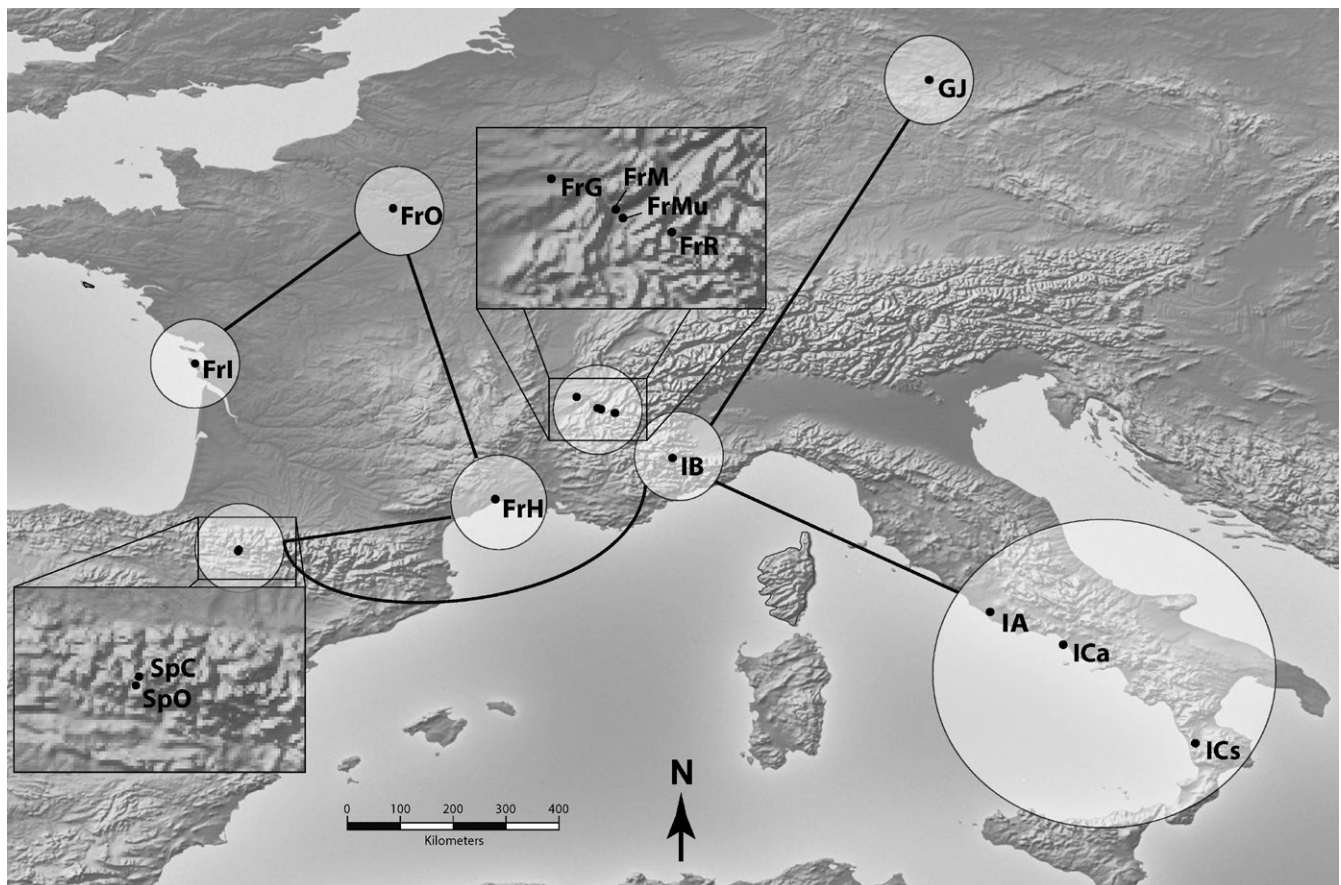 GJ
FrM
FrG
FrMu
FrO
FrR
FrI
IB
FrH
IA
ICa
SpC
SpO
ICs
N
0 100 200 300 400
Kilometers